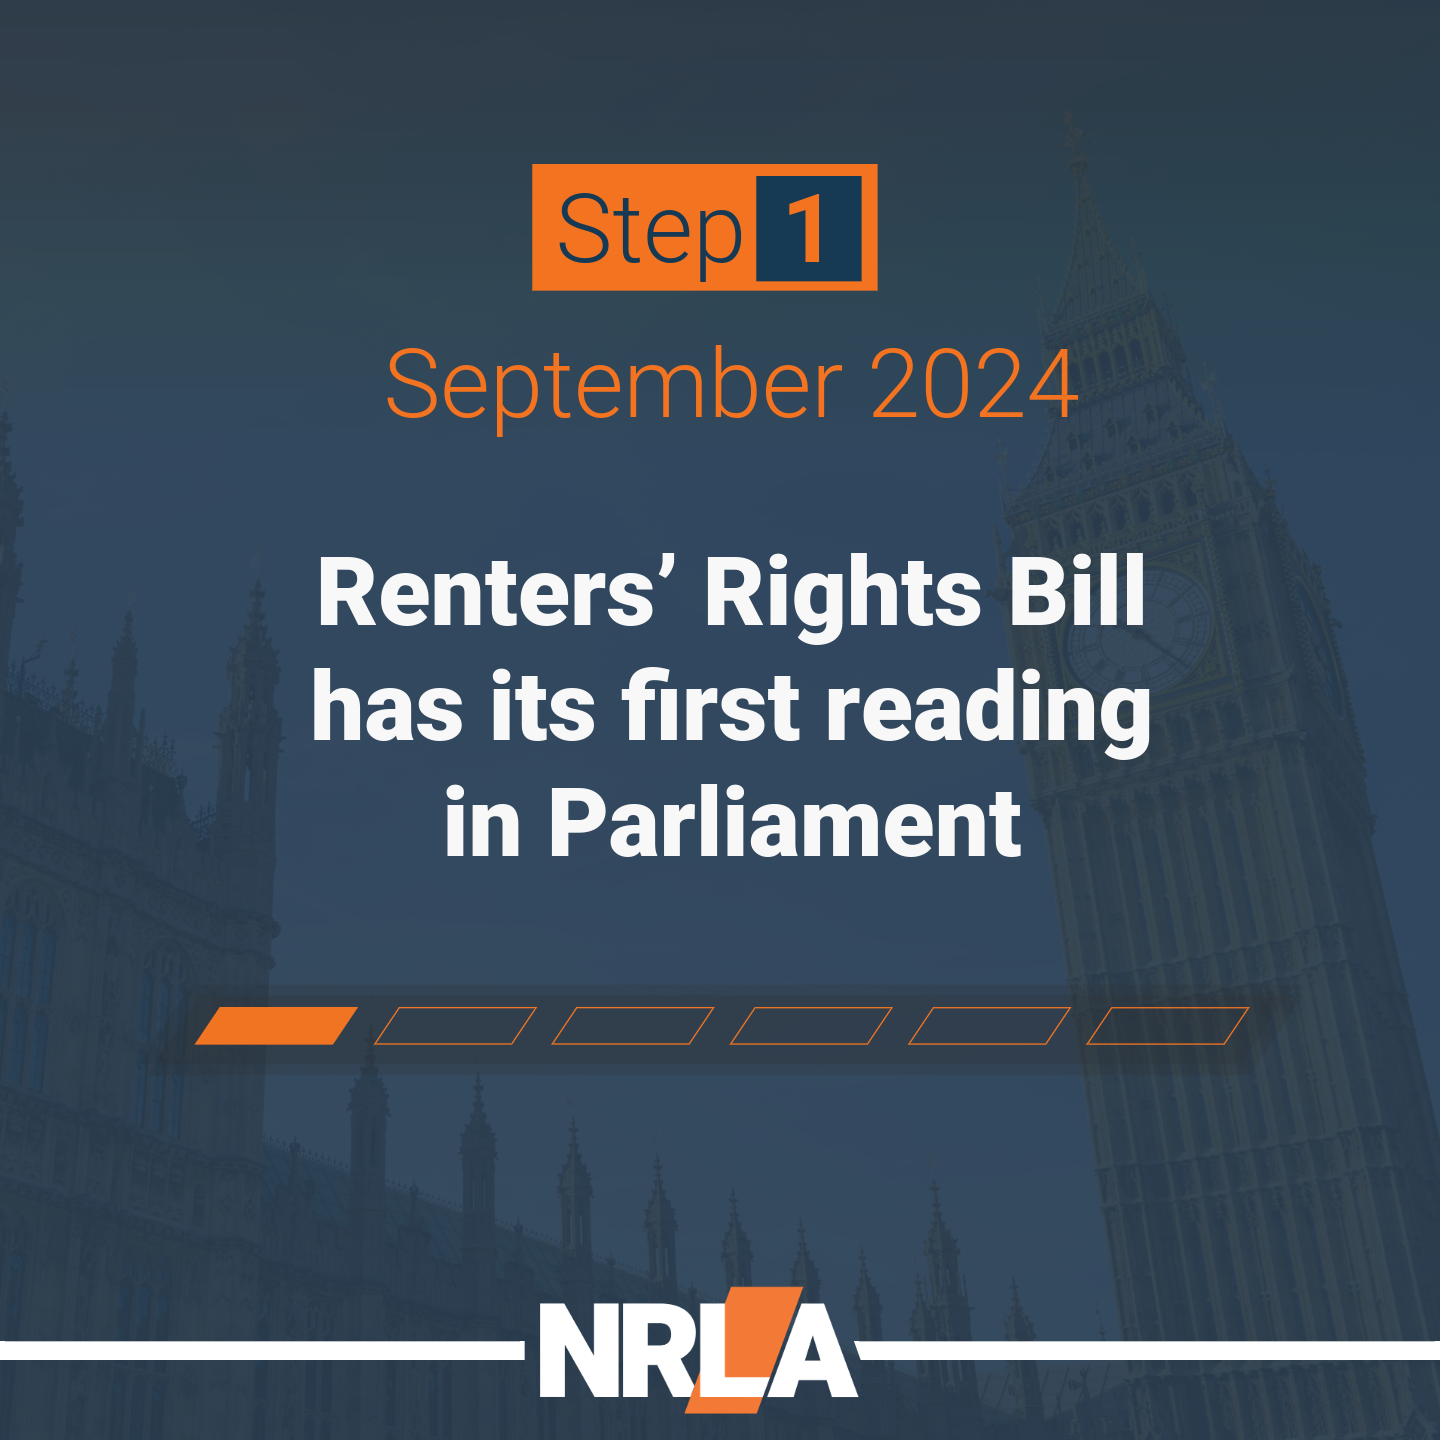 Step 1
September 2024
Renters’ Rights Bill
has its first reading
in Parliament
NRLA